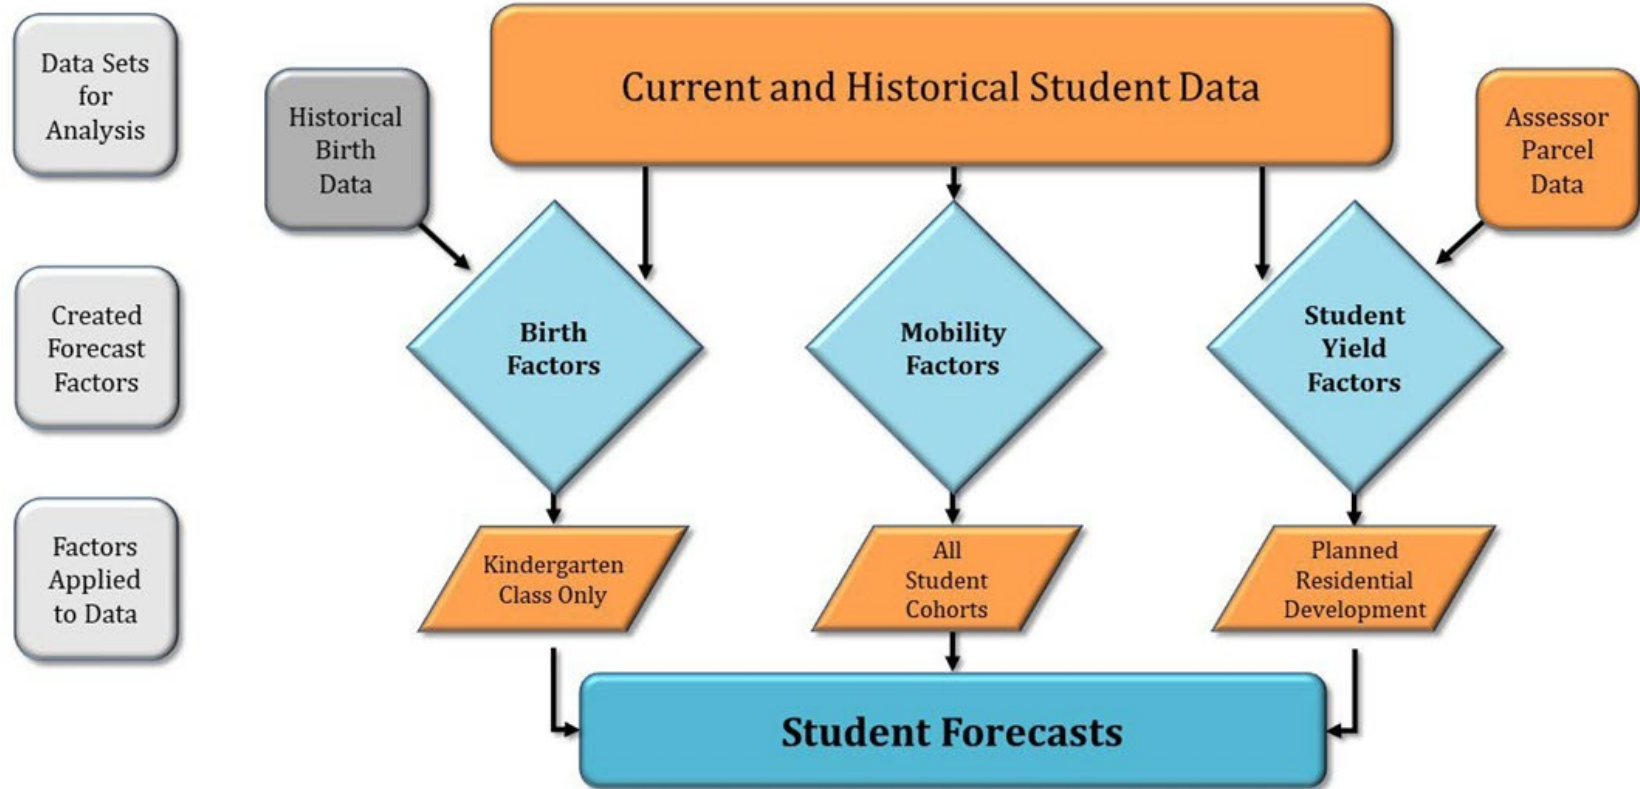 Data Sets
for
Analysis
Historical
Birth
Data
Current and Historical Student Data
Assessor
Parcel
Data
Created
Forecast
Factors
Birth
Factors
Mobility
Factors
Student
Yield
Factors
Factors
Applied
to Data
Kindergarten
Class Only
All
Student
Cohorts
Planned
Residential
Development
Student Forecasts